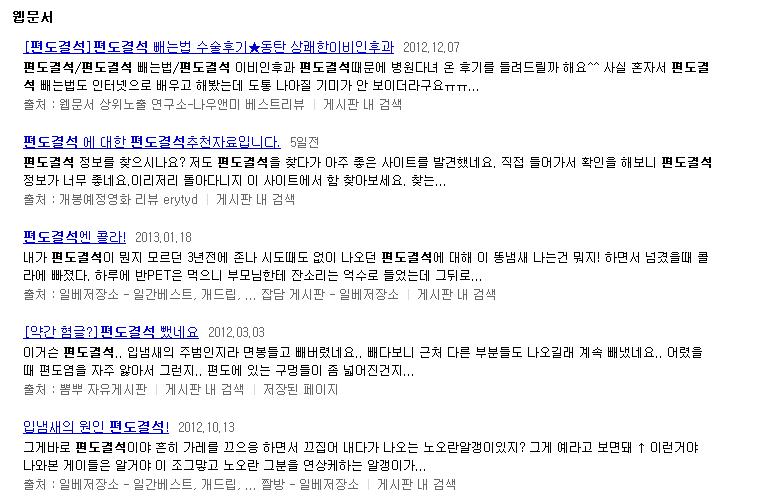 웹문서
[편도결석]편도결석 빼는법 수술후기★동탄 상쾌한이비인후과 2012.12.07
편도결석/편도결석 빼는법/편도결석 이비인후과 편도결석때문에 병원다녀 온 후기를 들려드릴까 해요^^ 사실 혼자서 편도결
석 빼는법도 인터넷으로 배우고 해봤는데 도통 나아질 기미가 안 보이더라구요ㅠㅠ...
출처 : 웹문서 상위노출 연구소-나우앤미 베스트리뷰 | 게시판 내 검색
편도결석 에 대한 편도결석추천자료입니다. 5일전
편도결석 정보를 찾으시나요? 저도 편도결석을 찾다가 아주 좋은 사이트를 발견했네요. 직접 들어가서 확인을 해보니 편도결석
정보가 너무 좋네요.이리저리 돌아다니지 이 사이트에서 함 찾아보세요. 찾는...
출처 : 개봉예정영화 리뷰 erytyd | 게시판 내 검색
편도결석엔 콜라! 2013.01.18
내가 편도결석이 뭔지 모르던 3년전에 존나 시도때도 없이 나오던 편도결석에 대해 이 똥냄새 나는건 뭐지! 하면서 넘겼을때 콜
라에 빠졌다. 하루에 반PET은 먹으니 부모님한테 잔소리는 억수로 들었는데 그뒤로...
출처 : 일베저장소 - 일간베스트, 개드립, ... 잡담 게시판 - 일베저장소 | 게시판 내 검색
[약간 혐글?]편도결석 뺐네요 2012.03.03
이거슨 편도결석.. 입냄새의 주범인지라 면봉들고 빼버렸네요.. 빼다보니 근처 다른 부분들도 나오길래 계속 빼냈네요.. 어렸을
때 편도염을 자주 앓아서 그런지.. 편도에 있는 구멍들이 좀 넓어진건지...
출처 : 뽐뿌 자유게시판 | 게시판 내 검색 | 저장된 페이지
입냄새의 원인 편도결석! 2012.10.13
그게바로 편도결석이야 흔히 가레를 끄으응 하면서 끄집어 내다가 나오는 노오란알갱이있지? 그게 예라고 보면돼 ↑ 이런거야
나와본 게이들은 알거야 이 조그맣고 노오란 그분을 연상케하는 알갱이가...
출처 : 일베저장소 - 일간베스트, 개드립, ... 짤방 - 일베저장소 | 게시판 내 검색